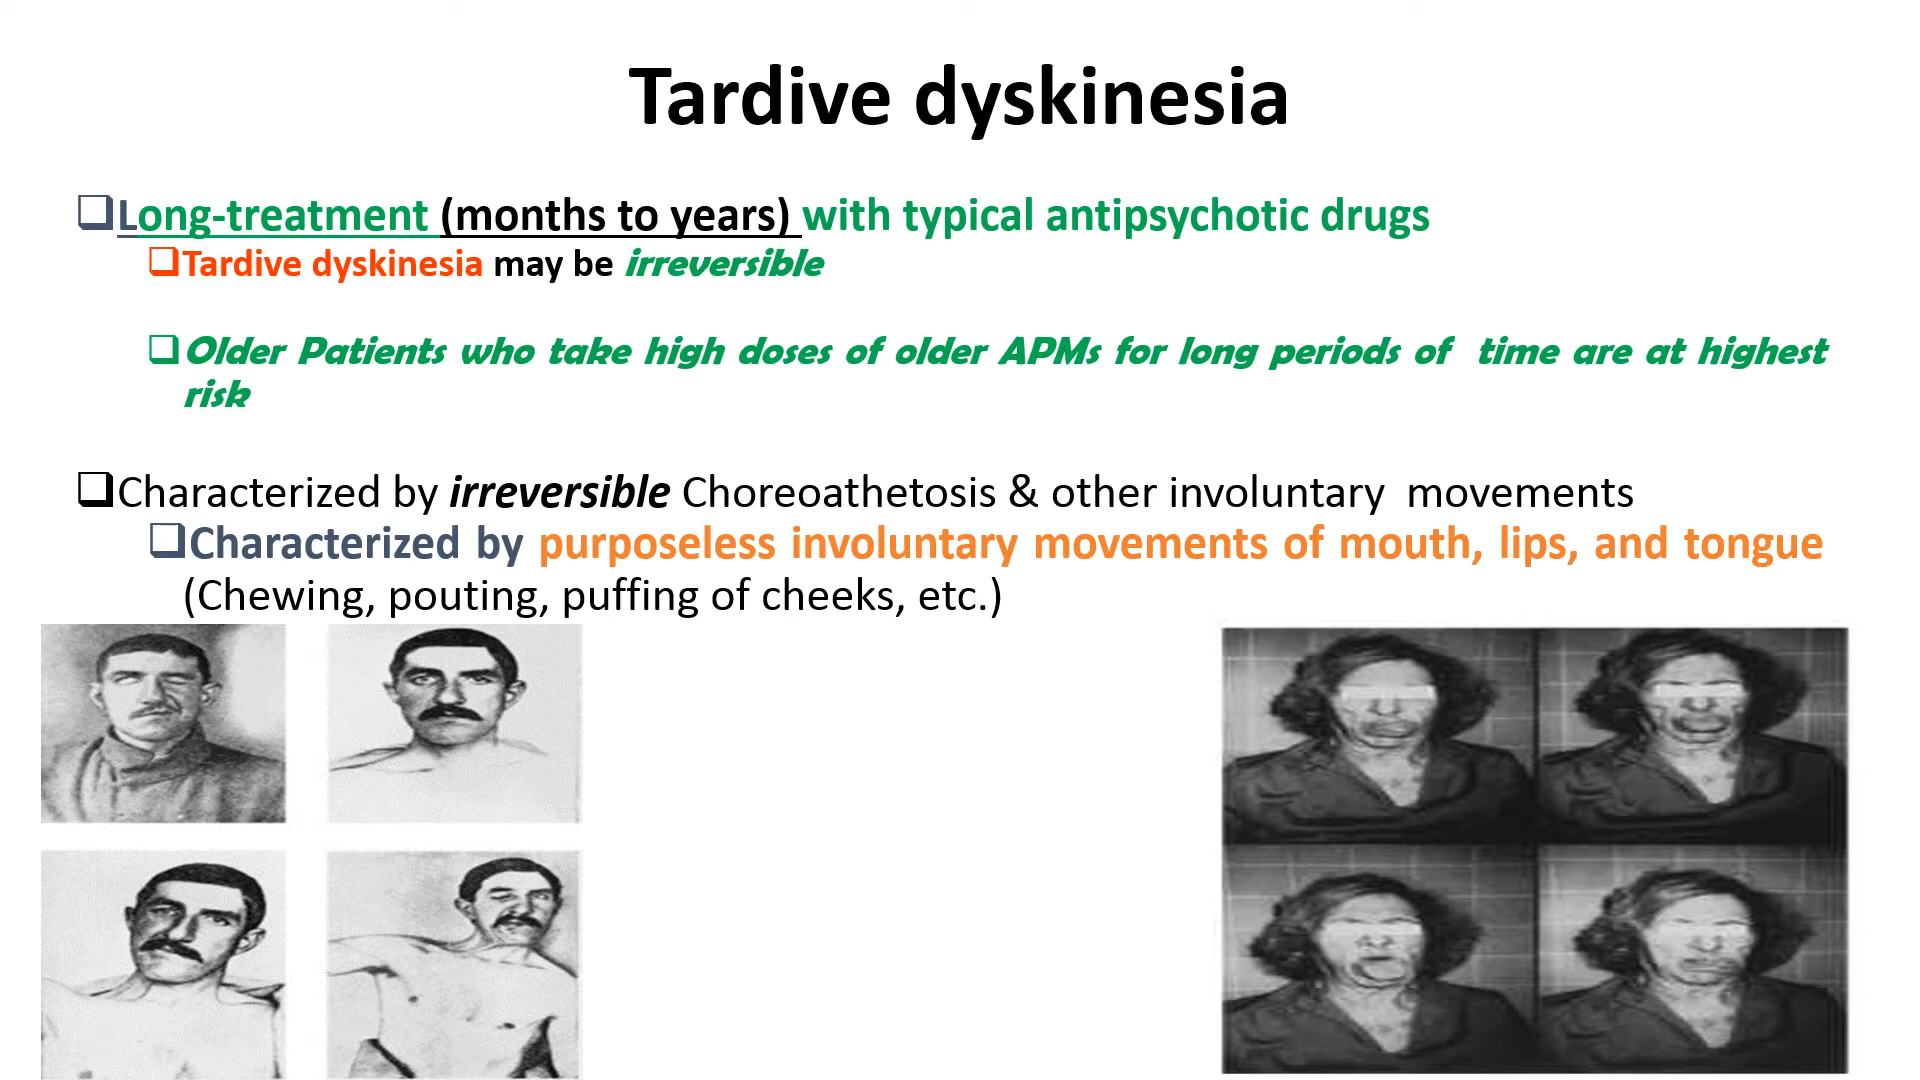 Tardive dyskinesia
❑Long-treatment (months to years) with typical antipsychotic drugs
❑Tardive dyskinesia may be irreversible
❑Older Patients who take high doses of older APMs for long periods of time are at highest
risk
❑Characterized by irreversible Choreoathetosis & other involuntary movements
❑Characterized by purposeless involuntary movements of mouth, lips, and tongue
(Chewing, pouting, puffing of cheeks, etc.)